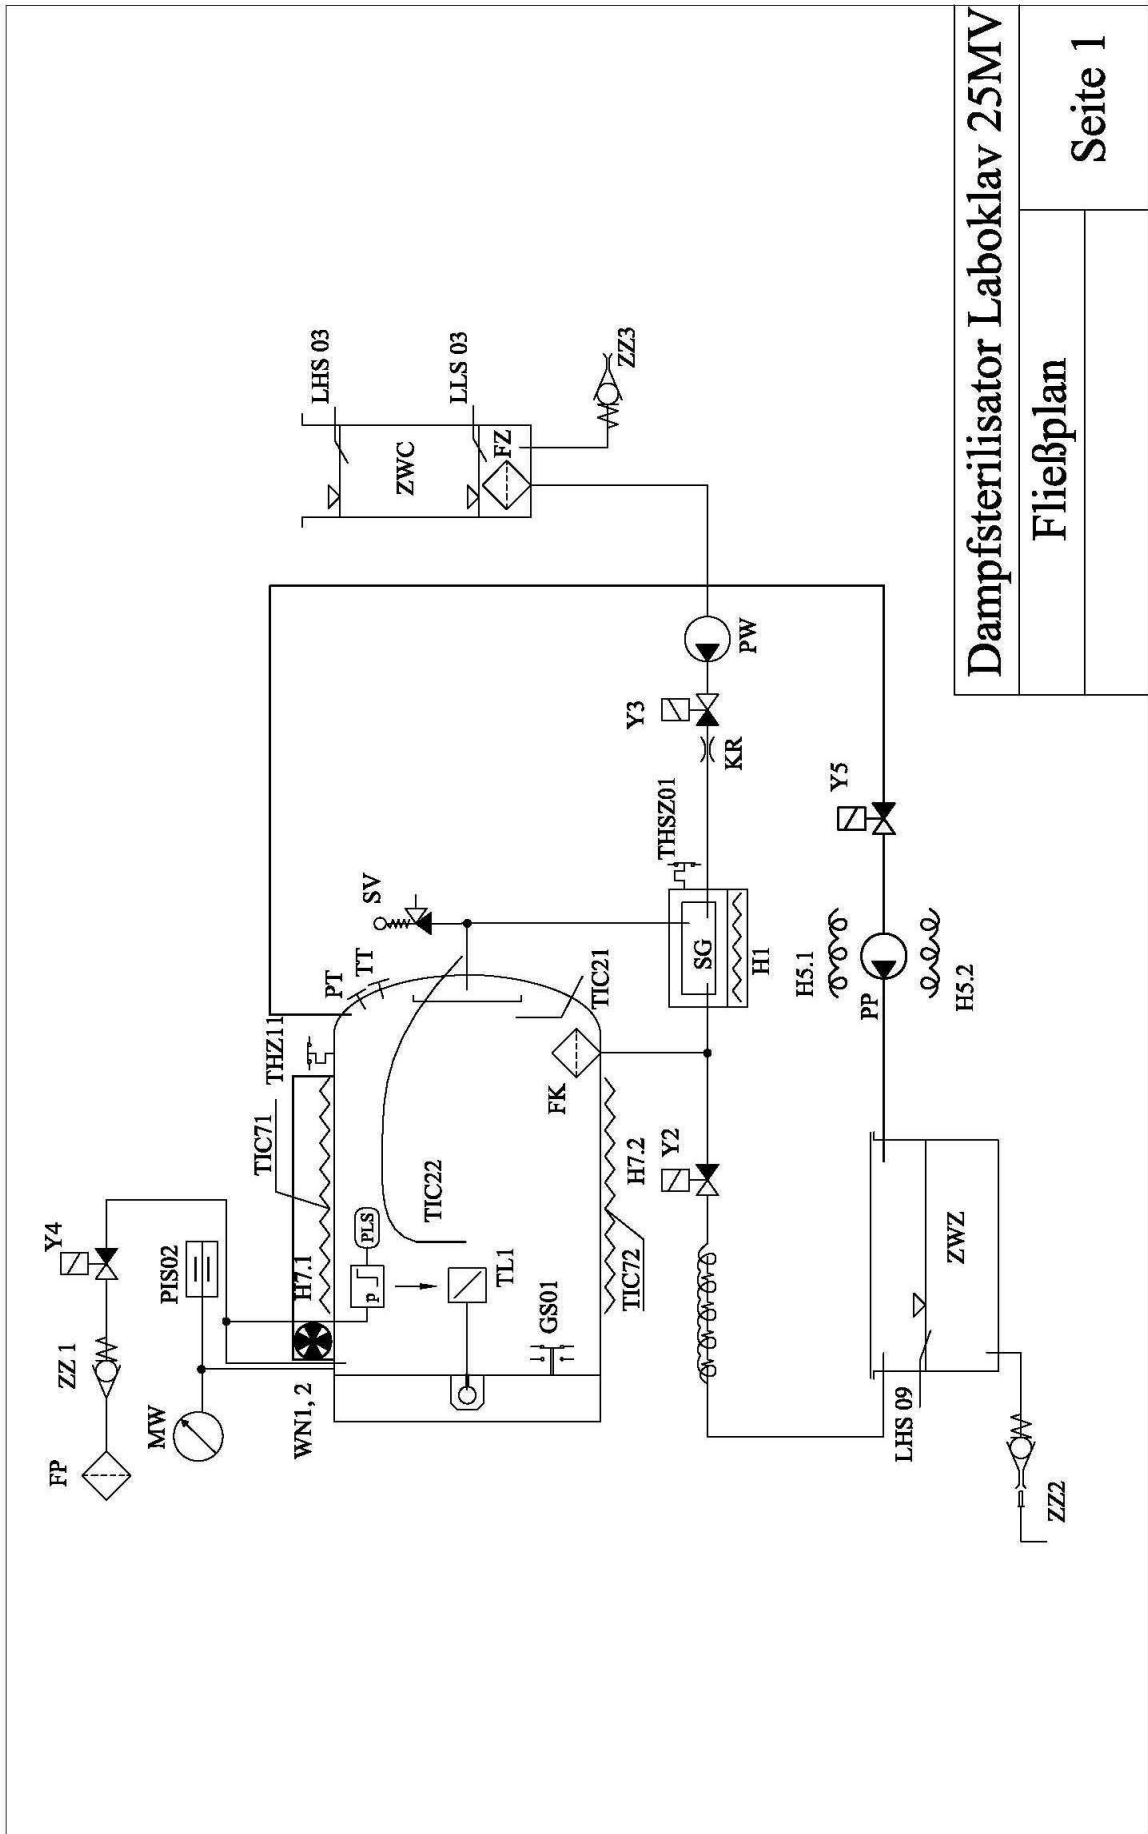 FP
ZZ 1
Y4
MW
PIS02
WN1, 2
H7.1
TIC71
THZ11
PT
TT
SV
PLS
p
TIC22
TL1
GS01
TIC72
H7.2
FK
TIC21
LHS 03
ZWC
LLS 03
FZ
ZZ3
THSZ01
SG
H1
Y3
KR
PW
Y2
H5.1
PP
H5.2
Y5
LHS 09
ZWZ
ZZ2
Dampfsterilisator Laboklav 25MV
Fließplan
Seite 1